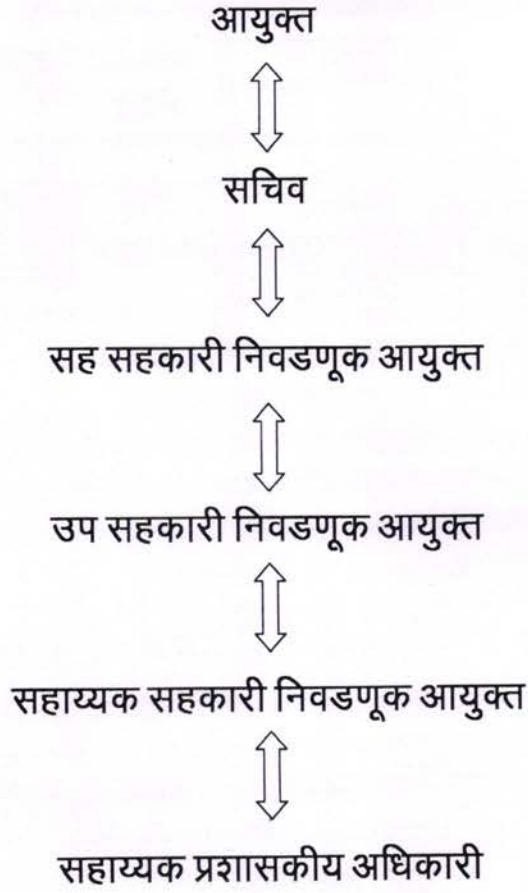 आयुक्त
सचिव
सह सहकारी निवडणूक आयुक्त
उप सहकारी निवडणूक आयुक्त
सहाय्यक सहकारी निवडणूक आयुक्त
सहाय्यक प्रशासकीय अधिकारी